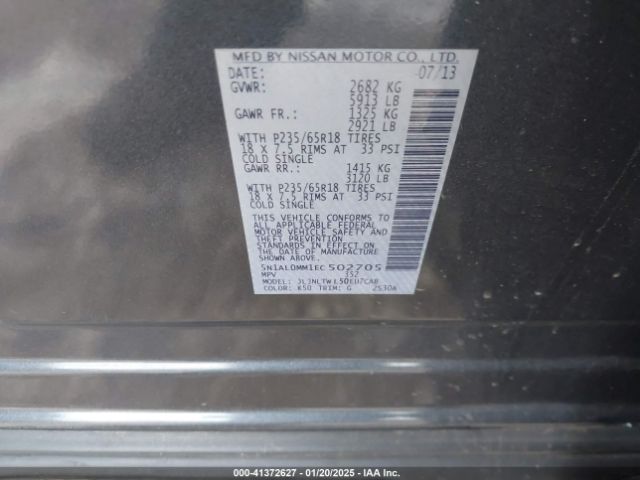 MFD BY NISSAN MOTOR CO., LTD.
DATE: 07/13
GVWR: 2682 KG
5913 LB
GAWR FR.: 1325 KG
2921 LB
WITH P235/65R18 TIRES
18 X 7.5 RIMS AT 33 PSI
COLD SINGLE
GAWR RR.: 1415 KG
3120 LB
WITH P235/65R18 TIRES
18 X 7.5 RIMS AT 33 PSI
COLD SINGLE
THIS VEHICLE CONFORMS TO
ALL APPLICABLE FEDERAL
MOTOR VEHICLE SAFETY AND
THEFT PREVENTION
STANDARDS IN EFFECT ON
THE DATE OF MANUFACTURE
SHOWN ABOVE.
5N1AL0MM1EC502705
MPV 352
MODEL:
COLOR: K50 TRIM: G 2530A
000-41372627 - 01/20/2025 - IAA Inc.